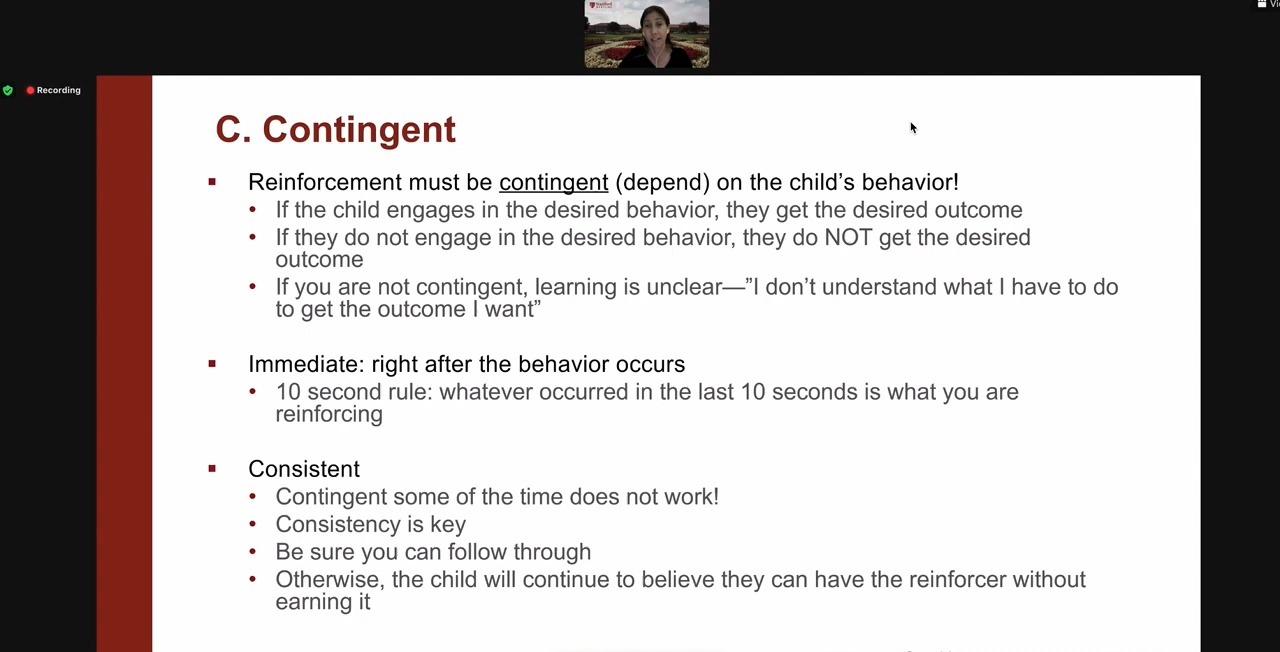 Stanford
Vi
Recording
C. Contingent
▪ Reinforcement must be contingent (depend) on the child’s behavior!
• If the child engages in the desired behavior, they get the desired outcome
• If they do not engage in the desired behavior, they do NOT get the desired
outcome
• If you are not contingent, learning is unclear—”I don’t understand what I have to do
to get the outcome I want”
▪ Immediate: right after the behavior occurs
• 10 second rule: whatever occurred in the last 10 seconds is what you are
reinforcing
▪ Consistent
• Contingent some of the time does not work!
• Consistency is key
• Be sure you can follow through
• Otherwise, the child will continue to believe they can have the reinforcer without
earning it